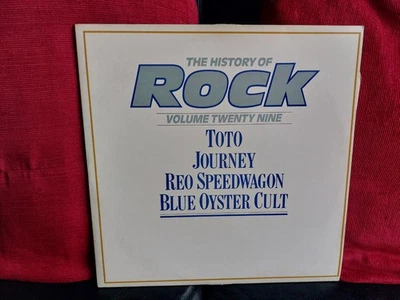 THE HISTORY OF
Rock
VOLUME TWENTY NINE
TOTO
JOURNEY
REO SPEEDWAGON
BLUE OYSTER CULT